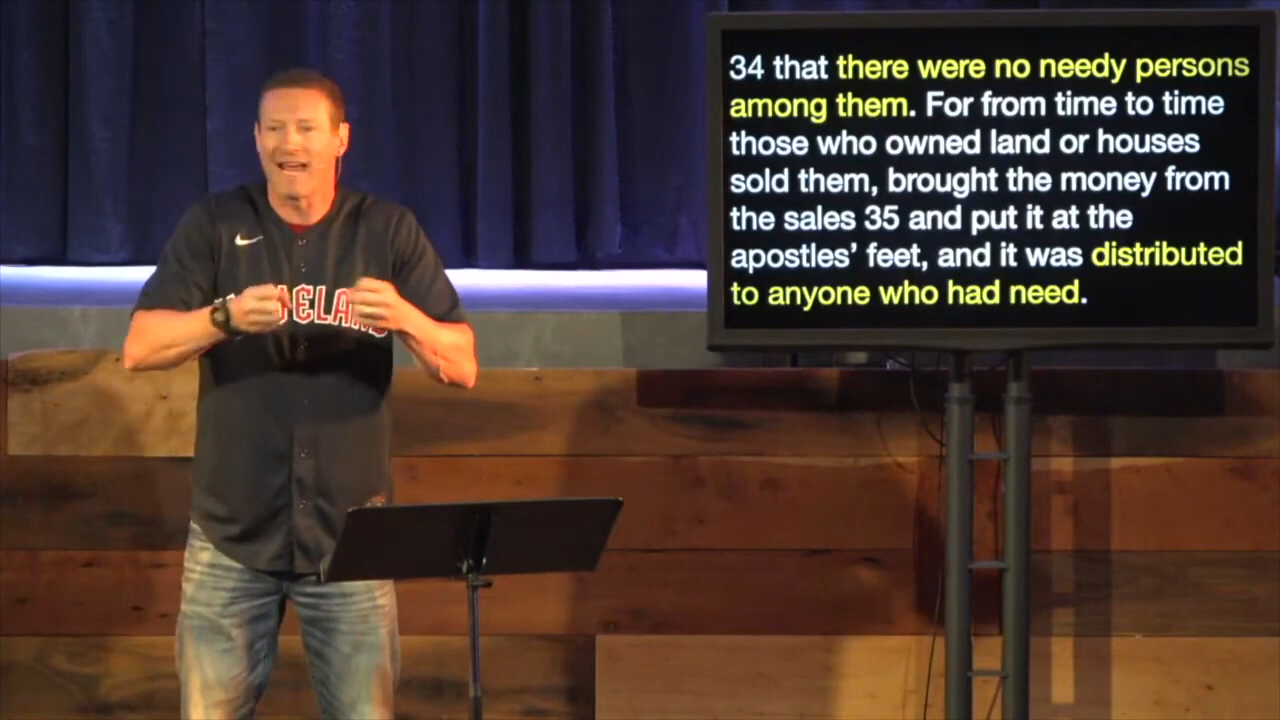 34 that there were no needy persons
among them. For from time to time
those who owned land or houses
sold them, brought the money from
the sales 35 and put it at the
apostles’ feet, and it was distributed
to anyone who had need.